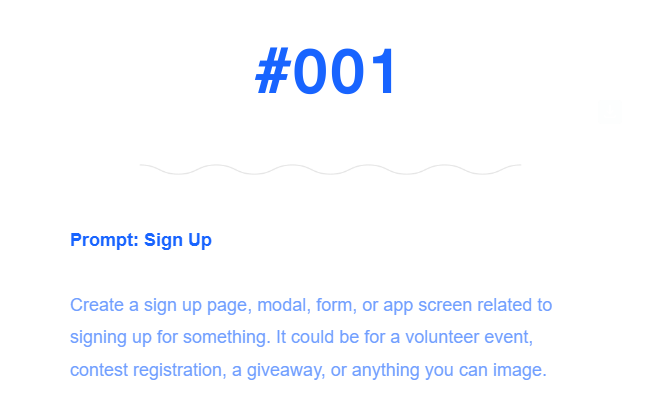 #001
Prompt: Sign Up
Create a sign up page, modal, form, or app screen related to
signing up for something. It could be for a volunteer event,
contest registration, a giveaway, or anything you can image.